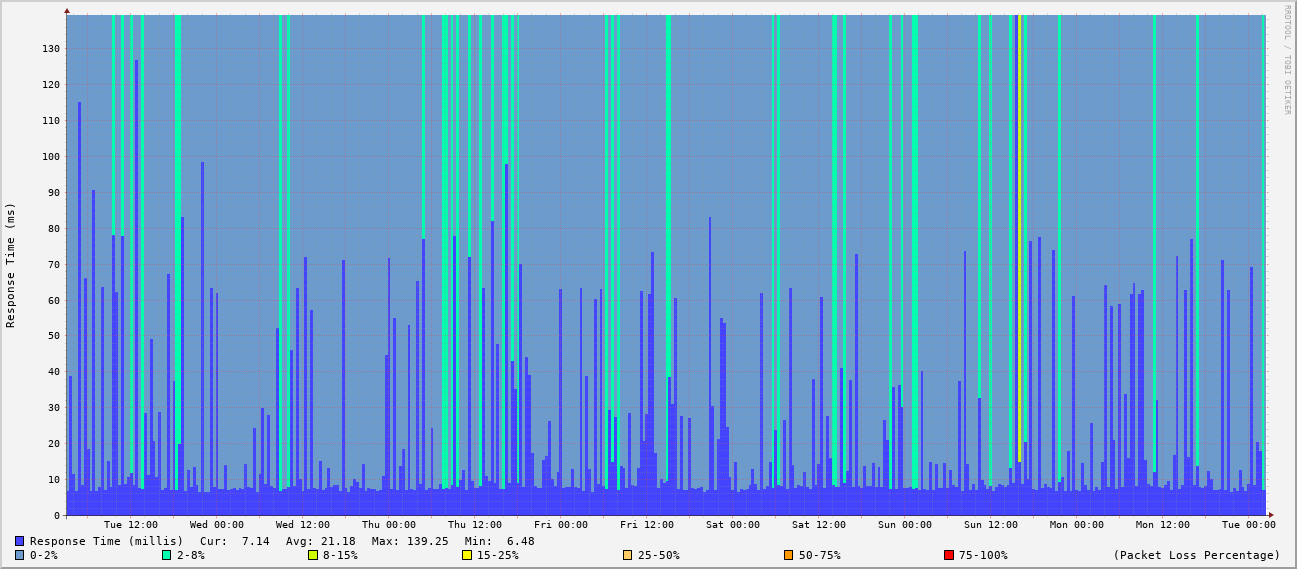 RRDTOOL / TOBI OETIKER
Response Time (ms)
130
120
110
100
90
80
70
60
50
40
30
20
10
0
Tue 12:00 Wed 00:00 Wed 12:00 Thu 00:00 Thu 12:00 Fri 00:00 Fri 12:00 Sat 00:00 Sat 12:00 Sun 00:00 Sun 12:00 Mon 00:00 Mon 12:00 Tue 00:00
Response Time (millis) Cur: 7.14 Avg: 21.18 Max: 139.25 Min: 6.48
0-2% 2-8% 8-15% 15-25% 25-50% 50-75% 75-100% (Packet Loss Percentage)